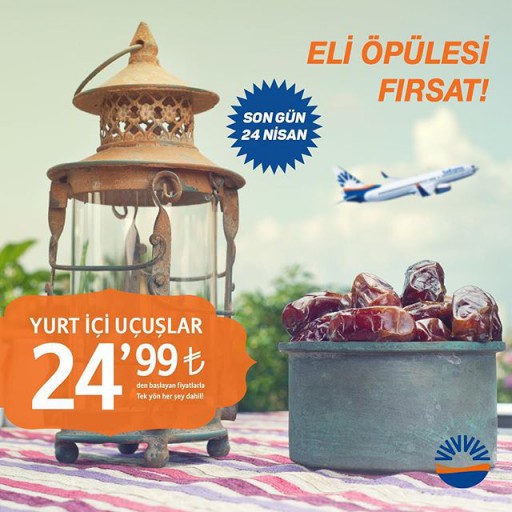 ELİ ÖPÜLESİ
FIRSAT!
SON GÜN
24 NİSAN
YURT İÇİ UÇUŞLAR
24'99 ₺
den başlayan fiyatlarla
Tek yön her şey dahil!